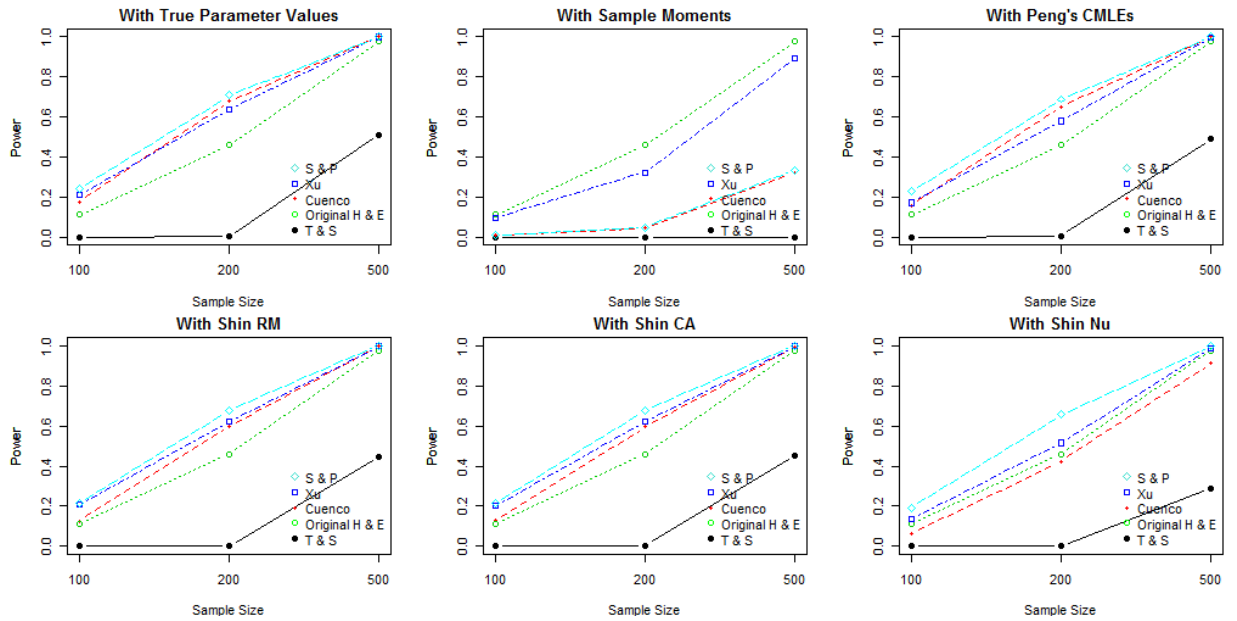 With True Parameter Values
Power
1.0
0.8
0.6
0.4
0.2
0.0
S & P
Xu
Cuenco
Original H & E
T & S
100
200
500
Sample Size
With Sample Moments
Power
1.0
0.8
0.6
0.4
0.2
0.0
S & P
Xu
Cuenco
Original H & E
T & S
100
200
500
Sample Size
With Peng's CMLEs
Power
1.0
0.8
0.6
0.4
0.2
0.0
S & P
Xu
Cuenco
Original H & E
T & S
100
200
500
Sample Size
With Shin RM
Power
1.0
0.8
0.6
0.4
0.2
0.0
S & P
Xu
Cuenco
Original H & E
T & S
100
200
500
Sample Size
With Shin CA
Power
1.0
0.8
0.6
0.4
0.2
0.0
S & P
Xu
Cuenco
Original H & E
T & S
100
200
500
Sample Size
With Shin Nu
Power
1.0
0.8
0.6
0.4
0.2
0.0
S & P
Xu
Cuenco
Original H & E
T & S
100
200
500
Sample Size